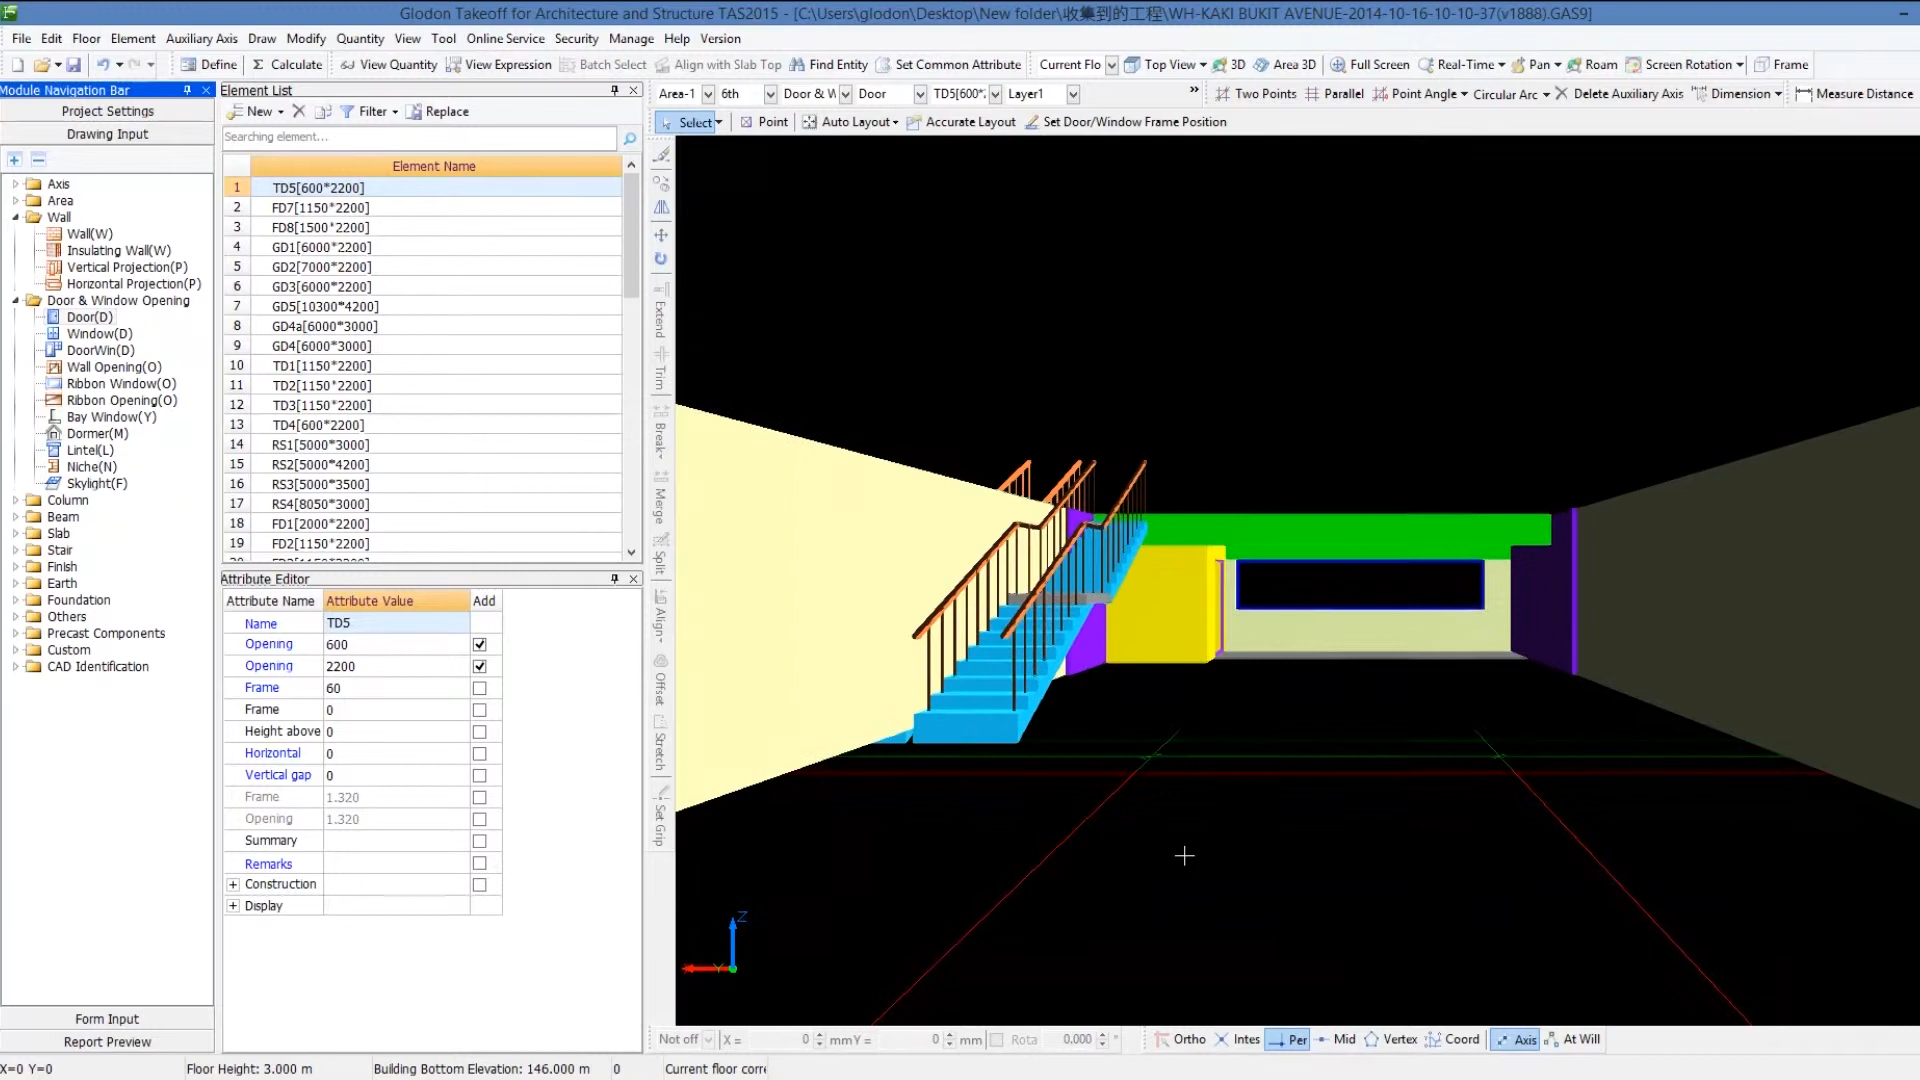 Glodon Takeoff for Architecture and Structure TAS2015 - [C:\Users\glodon\Desktop\New folder\收集到的工程\WH-KAKI BUKIT AVENUE-2014-10-16-10-10-37(v1888).GAS9]
File Edit Floor Element Auxiliary Axis Draw Modify Quantity View Tool Online Service Security Manage Help Version
Define Σ Calculate View Quantity View Expression Batch Select Align with Slab Top Find Entity Set Common Attribute Current Flo Top View 3D Area 3D Full Screen Real-Time Pan Roam Screen Rotation Frame
Module Navigation Bar
Project Settings
Drawing Input
Axis
Area
Wall
Wall(W)
Insulating Wall(W)
Vertical Projection(P)
Horizontal Projection(P)
Door & Window Opening
Door(D)
Window(D)
DoorWin(D)
Wall Opening(O)
Ribbon Window(O)
Ribbon Opening(O)
Bay Window(Y)
Dormer(M)
Lintel(L)
Niche(N)
Skylight(F)
Column
Beam
Slab
Stair
Finish
Earth
Foundation
Others
Precast Components
Custom
CAD Identification
Form Input
Report Preview
Element List
New Filter Replace
Searching element...
Element Name
1 TD5[600*2200]
2 FD7[1150*2200]
3 FD8[1500*2200]
4 GD1[6000*2200]
5 GD2[7000*2200]
6 GD3[6000*2200]
7 GD5[10300*4200]
8 GD4a[6000*3000]
9 GD4[6000*3000]
10 TD1[1150*2200]
11 TD2[1150*2200]
12 TD3[1150*2200]
13 TD4[600*2200]
14 RS1[5000*3000]
15 RS2[5000*4200]
16 RS3[5000*3500]
17 RS4[8050*3000]
18 FD1[2000*2200]
19 FD2[1150*2200]
Attribute Editor
Attribute Name Attribute Value Add
Name TD5
Opening 600
Opening 2200
Frame 60
Frame 0
Height above 0
Horizontal 0
Vertical gap 0
Frame 1.320
Opening 1.320
Summary
Remarks
Construction
Display
Area-1 6th Door & W Door TD5[600*: Layer1 » Two Points Parallel Point Angle Circular Arc Delete Auxiliary Axis Dimension Measure Distance
Select Point Auto Layout Accurate Layout Set Door/Window Frame Position
Extend
Trim
Break
Merge
Split
Align
Offset
Stretch
Set Grip
Z
Y
Not off X = 0 mm Y = 0 mm Rota 0.000 ° Ortho Intes Per Mid Vertex Coord Axis At Will
X=0 Y=0 Floor Height: 3.000 m Building Bottom Elevation: 146.000 m 0 Current floor corre